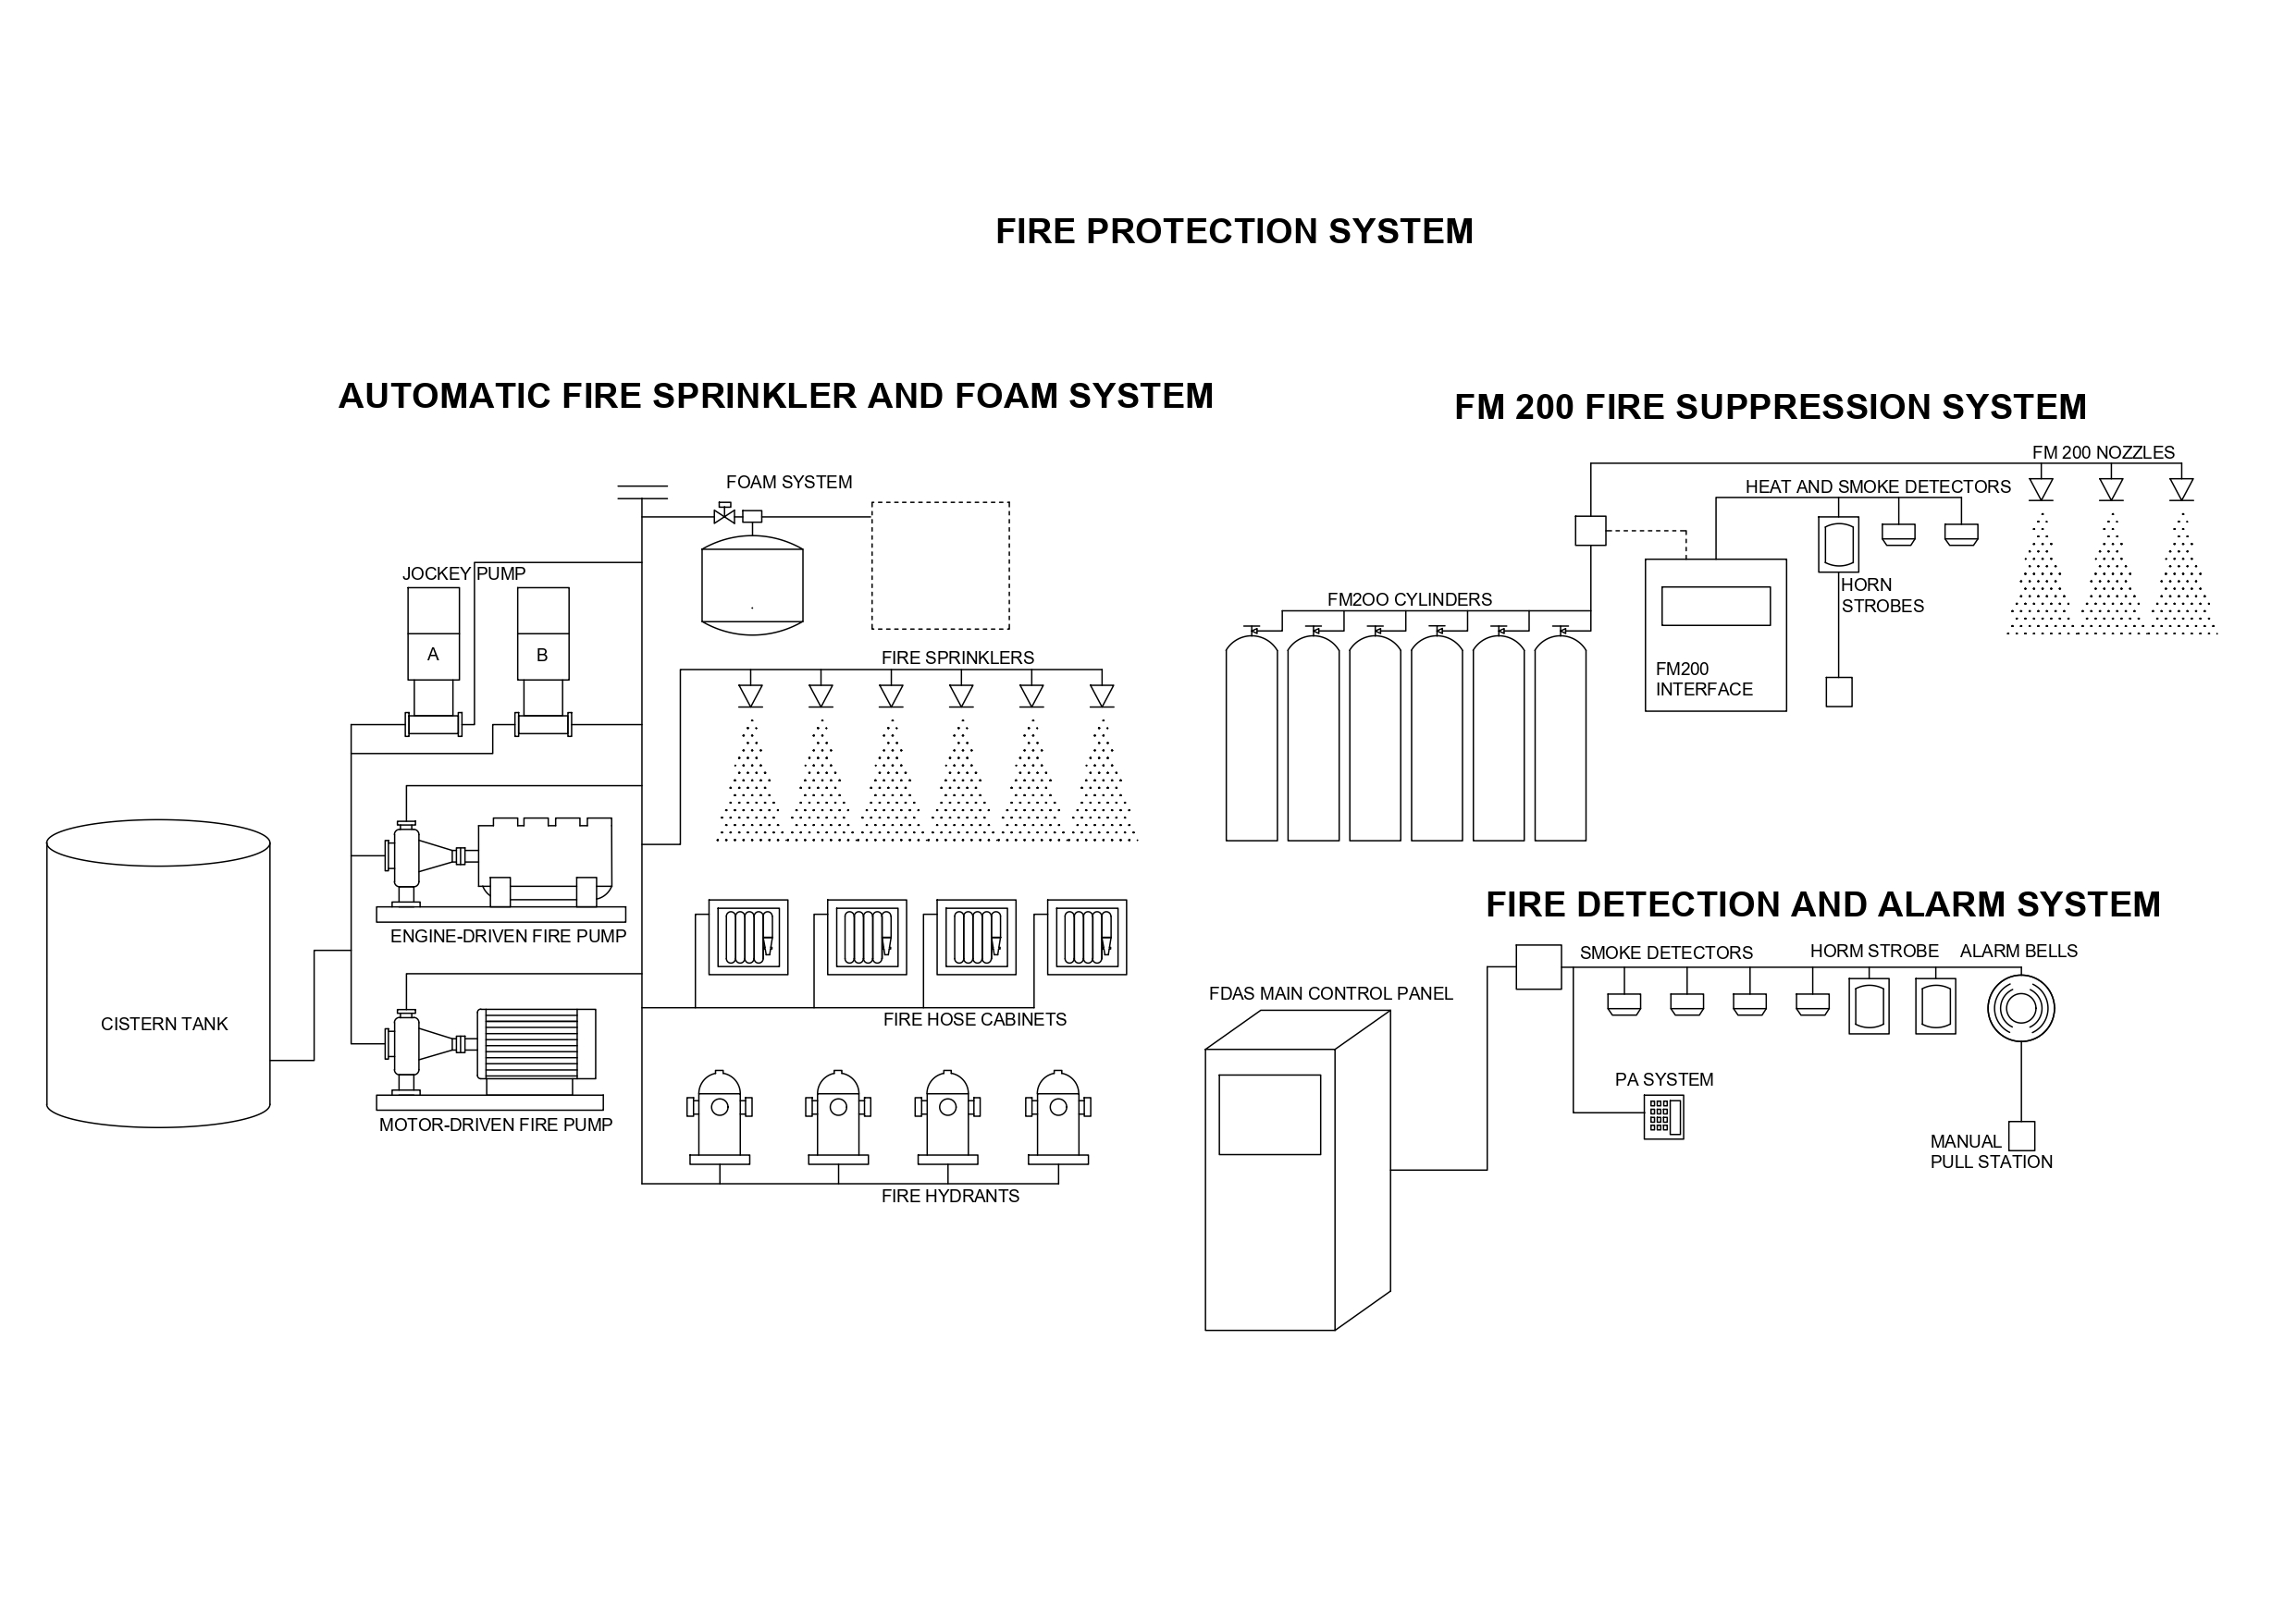 FIRE PROTECTION SYSTEM
AUTOMATIC FIRE SPRINKLER AND FOAM SYSTEM
FOAM SYSTEM
JOCKEY PUMP
A
B
FIRE SPRINKLERS
ENGINE-DRIVEN FIRE PUMP
CISTERN TANK
FIRE HOSE CABINETS
MOTOR-DRIVEN FIRE PUMP
FIRE HYDRANTS
FM 200 FIRE SUPPRESSION SYSTEM
FM 200 NOZZLES
HEAT AND SMOKE DETECTORS
HORN
STROBES
FM2OO CYLINDERS
FM200
INTERFACE
FIRE DETECTION AND ALARM SYSTEM
SMOKE DETECTORS
HORM STROBE
ALARM BELLS
FDAS MAIN CONTROL PANEL
PA SYSTEM
MANUAL
PULL STATION